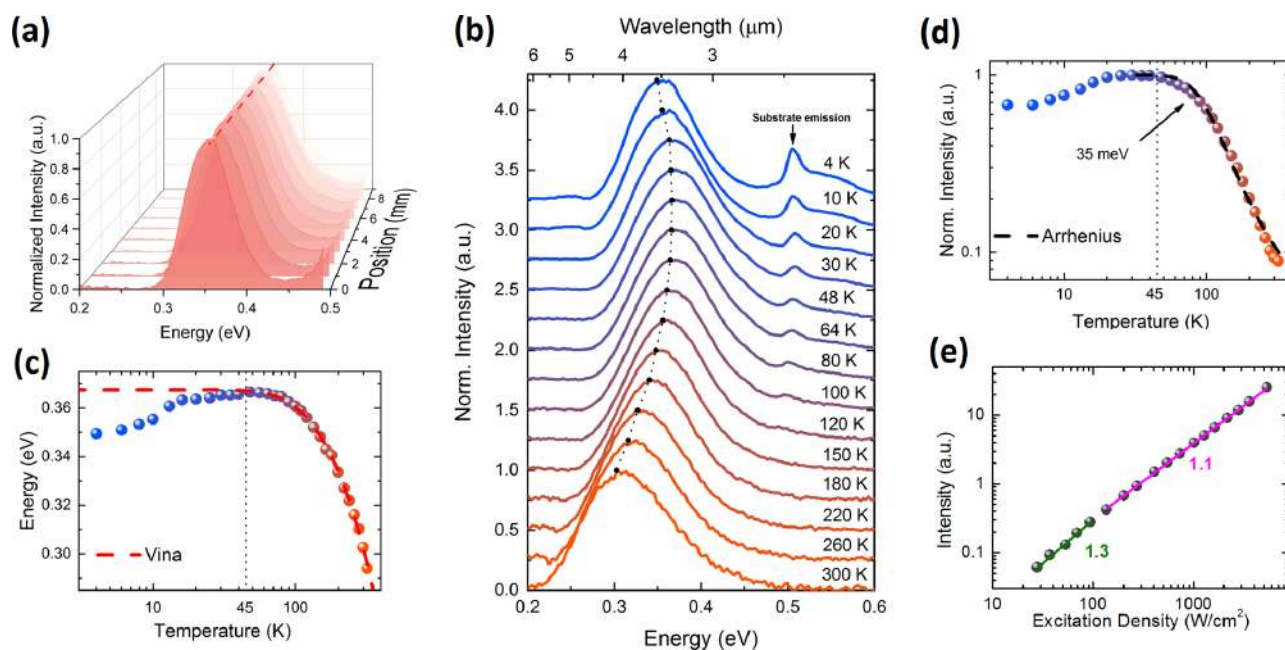 (a)
Normalized Intensity (a.u.)
1.0
0.8
0.6
0.4
0.2
0.0
0.2
0.3
0.4
0.5
Energy (eV)
0
2
4
6
8
Position (mm)
(b)
Wavelength (μm)
6
5
4
3
Norm. Intensity (a.u.)
4.0
3.5
3.0
2.5
2.0
1.5
1.0
0.5
0.0
Substrate emission
4 K
10 K
20 K
30 K
48 K
64 K
80 K
100 K
120 K
150 K
180 K
220 K
260 K
300 K
0.2
0.3
0.4
0.5
0.6
Energy (eV)
(c)
Energy (eV)
0.36
0.34
0.32
0.30
Vina
10
45
100
Temperature (K)
(d)
Norm. Intensity (a.u.)
1
0.1
35 meV
Arrhenius
10
45
100
Temperature (K)
(e)
Intensity (a.u.)
10
1
0.1
1.1
1.3
10
100
1000
Excitation Density (W/cm²)